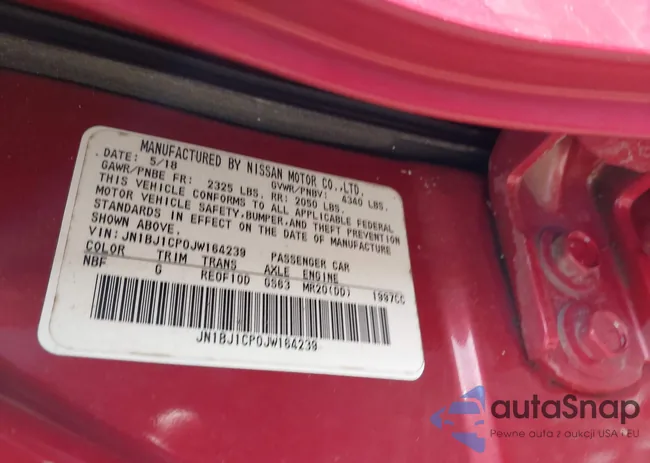 MANUFACTURED BY NISSAN MOTOR CO.,LTD.
DATE: 5/18 GVWR/PNBV: 4340 LBS.
GAWR/PNBE FR: 2325 LBS. RR: 2050 LBS.
THIS VEHICLE CONFORMS TO ALL APPLICABLE FEDERAL
MOTOR VEHICLE SAFETY,BUMPER,AND THEFT PREVENTION
STANDARDS IN EFFECT ON THE DATE OF MANUFACTURE
SHOWN ABOVE.
VIN: JN1BJ1CP0JW164239 PASSENGER CAR
COLOR TRIM TRANS AXLE ENGINE
NBF G RE0F10D GS63 MR20(DD) 1997CC
JN1BJ1CP0JW164239
autaSnap
Pewne auta z aukcji USA i EU